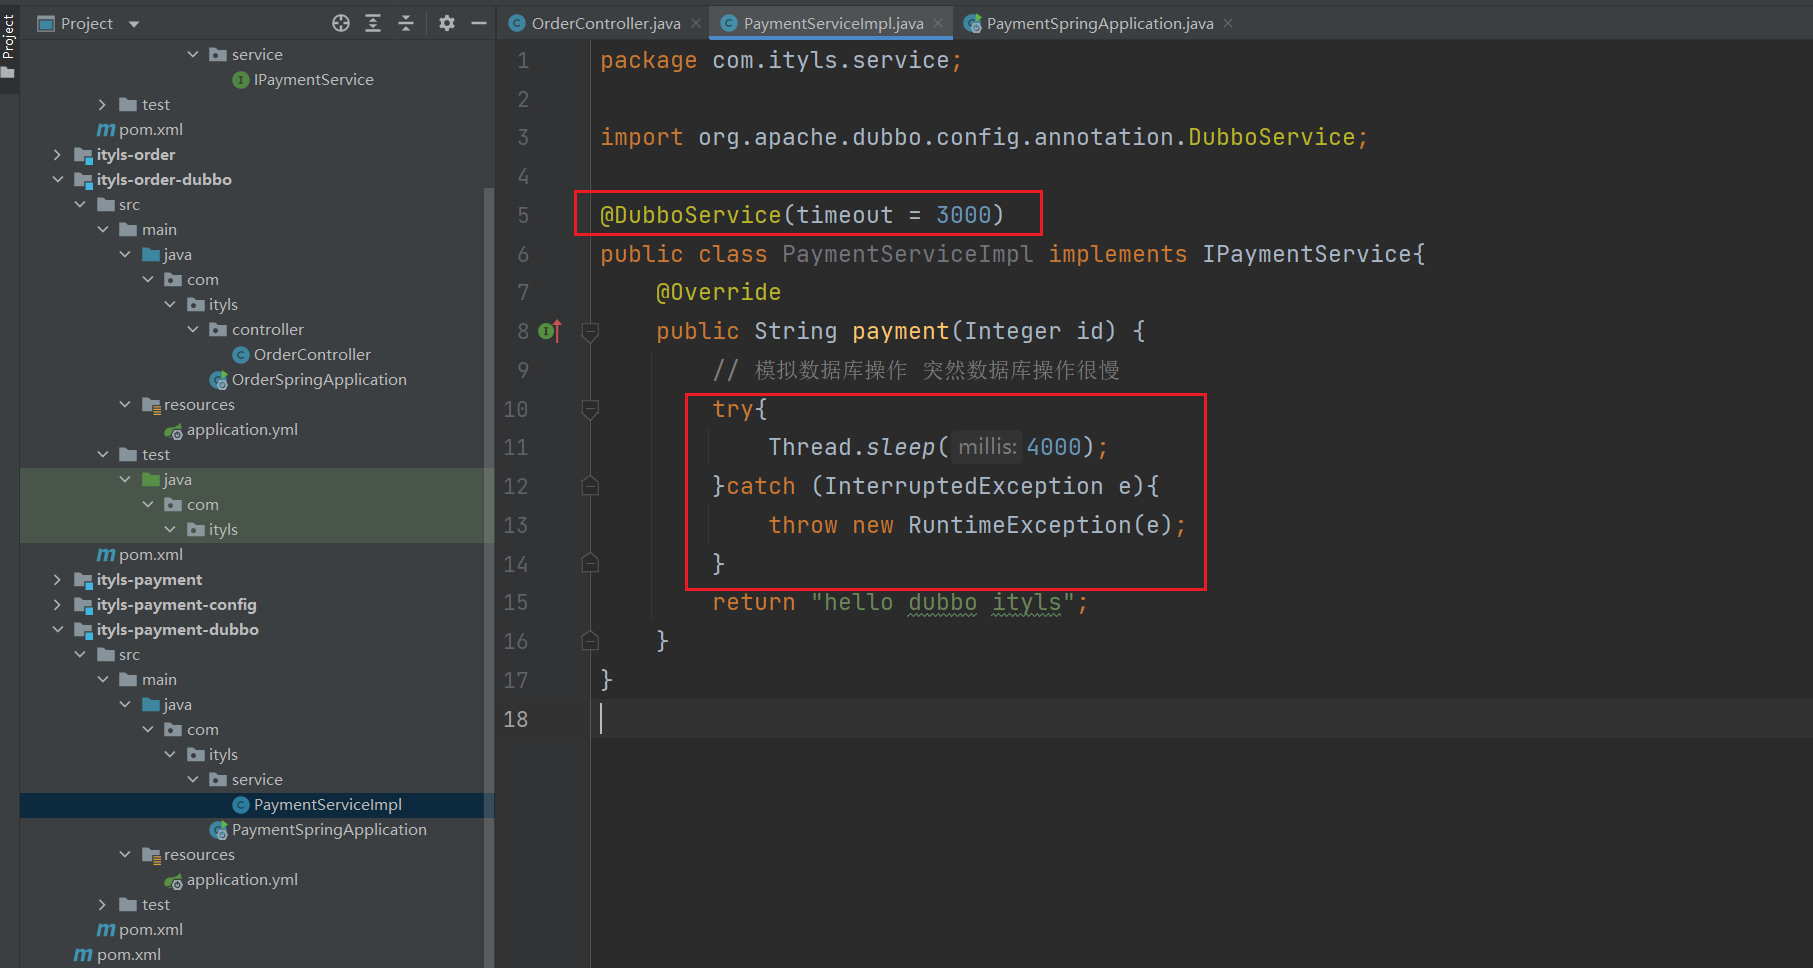 Project
Project
service
IPaymentService
test
pom.xml
ityls-order
ityls-order-dubbo
src
main
java
com
ityls
controller
OrderController
OrderSpringApplication
resources
application.yml
test
java
com
ityls
pom.xml
ityls-payment
ityls-payment-config
ityls-payment-dubbo
src
main
java
com
ityls
service
PaymentServiceImpl
PaymentSpringApplication
resources
application.yml
test
pom.xml
pom.xml
OrderController.java
PaymentServiceImpl.java
PaymentSpringApplication.java
1 package com.ityls.service;
2
3 import org.apache.dubbo.config.annotation.DubboService;
4
5 @DubboService(timeout = 3000)
6 public class PaymentServiceImpl implements IPaymentService{
7 @Override
8 public String payment(Integer id) {
9 // 模拟数据库操作 突然数据库操作很慢
10 try{
11 Thread.sleep( millis: 4000);
12 }catch (InterruptedException e){
13 throw new RuntimeException(e);
14 }
15 return "hello dubbo ityls";
16 }
17 }
18